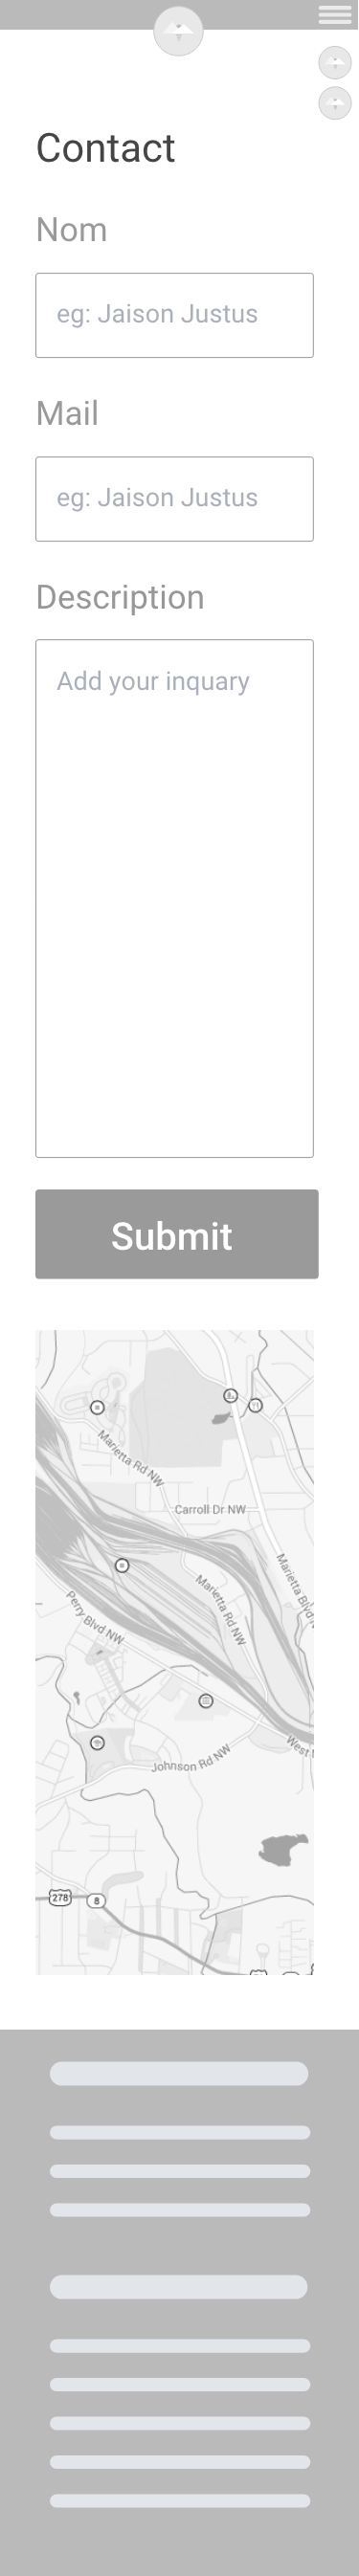 Contact
Nom
eg: Jaison Justus
Mail
eg: Jaison Justus
Description
Add your inquary
Submit
Marietta Rd NW
Carroll Dr NW
Marietta Blvd N
Marietta Rd NW
Perry Blvd NW
West
Johnson Rd NW
278
8